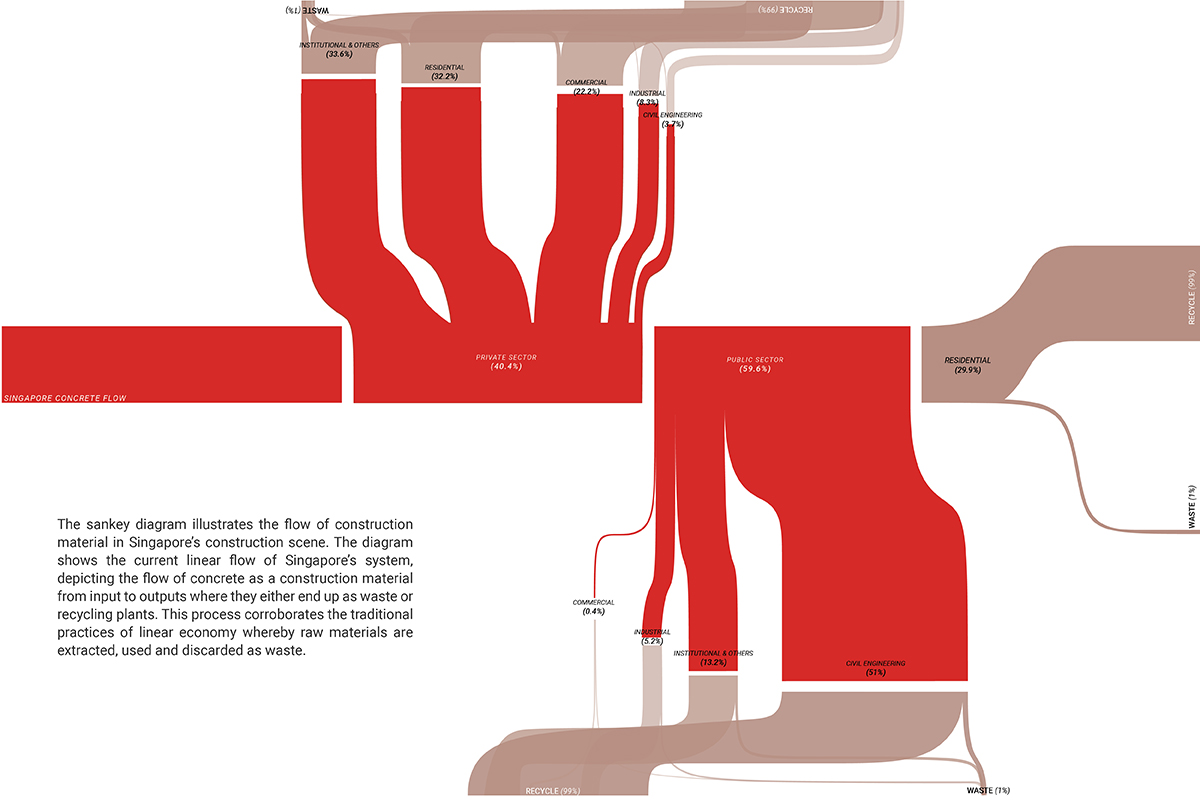 WASTE (1%)
RECYCLE (99%)
INSTITUTIONAL & OTHERS
(33.6%)
RESIDENTIAL
(32.2%)
COMMERCIAL
(22.2%)
INDUSTRIAL
(8.3%)
CIVIL ENGINEERING
(3.7%)
RECYCLE (99%)
PRIVATE SECTOR
(40.4%)
PUBLIC SECTOR
(59.6%)
RESIDENTIAL
(29.9%)
SINGAPORE CONCRETE FLOW
WASTE (1%)
The sankey diagram illustrates the flow of construction
material in Singapore's construction scene. The diagram
shows the current linear flow of Singapore's system,
depicting the flow of concrete as a construction material
from input to outputs where they either end up as waste or
recycling plants. This process corroborates the traditional
practices of linear economy whereby raw materials are
extracted, used and discarded as waste.
COMMERCIAL
(0.4%)
INDUSTRIAL
(5.2%)
INSTITUTIONAL & OTHERS
(13.2%)
CIVIL ENGINEERING
(51%)
RECYCLE (99%)
WASTE (1%)